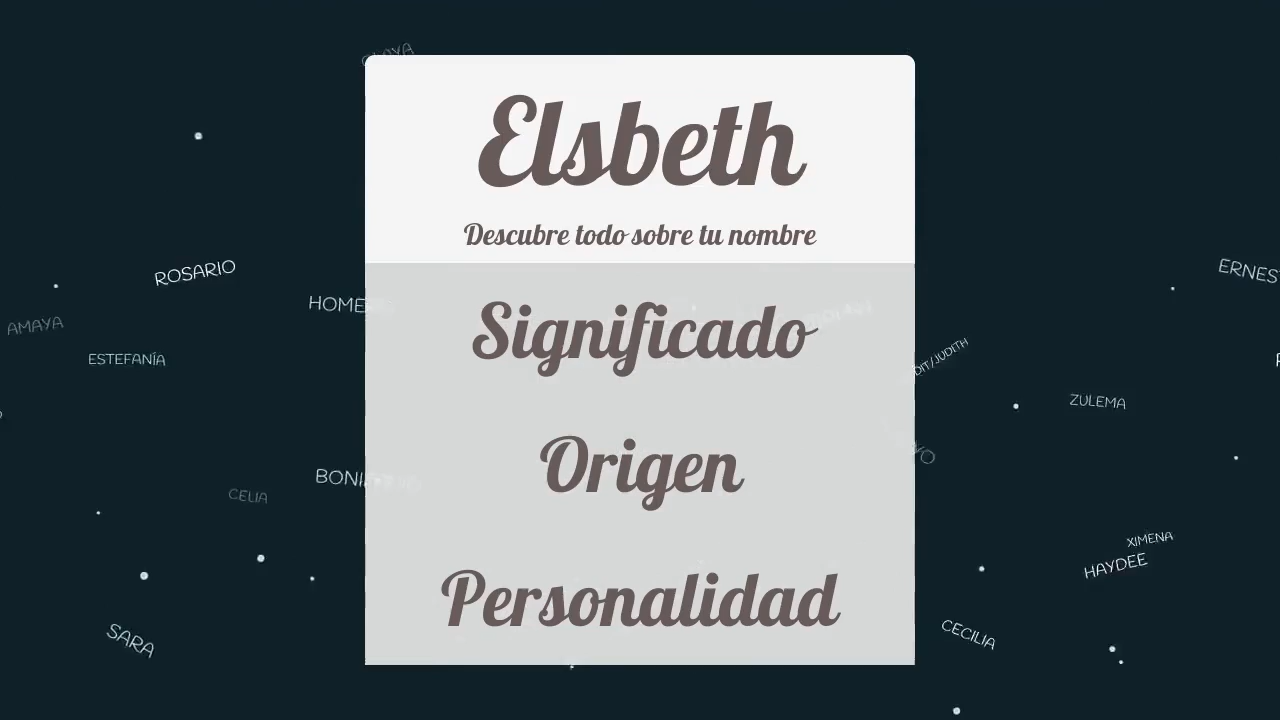 Elsbeth
Descubre todo sobre tu nombre
Significado
Origen
Personalidad
ROSARIO
AMAYA
ESTEFANÍA
CELIA
SARA
ZULEMA
XIMENA
HAYDEE
CECILIA